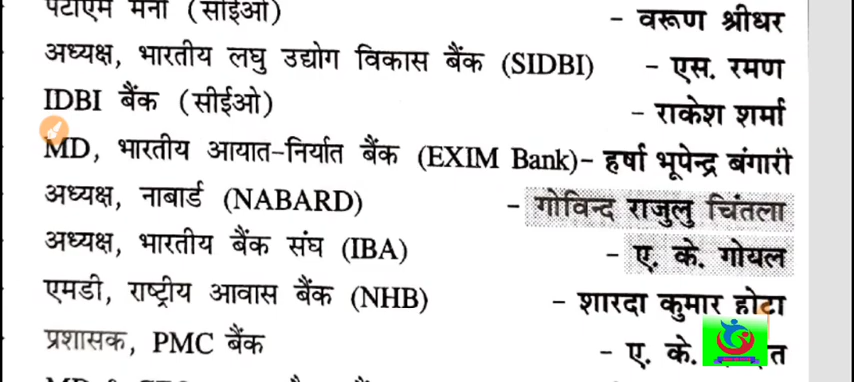 पेटीएम मनी (सीईओ) - वरूण श्रीधर
अध्यक्ष, भारतीय लघु उद्योग विकास बैंक (SIDBI) - एस. रमण
IDBI बैंक (सीईओ) - राकेश शर्मा
MD, भारतीय आयात-निर्यात बैंक (EXIM Bank)- हर्षा भूपेन्द्र बंगारी
अध्यक्ष, नाबार्ड (NABARD) - गोविन्द राजुलु चिंतला
अध्यक्ष, भारतीय बैंक संघ (IBA) - ए. के. गोयल
एमडी, राष्ट्रीय आवास बैंक (NHB) - शारदा कुमार होटा
प्रशासक, PMC बैंक - ए. के.